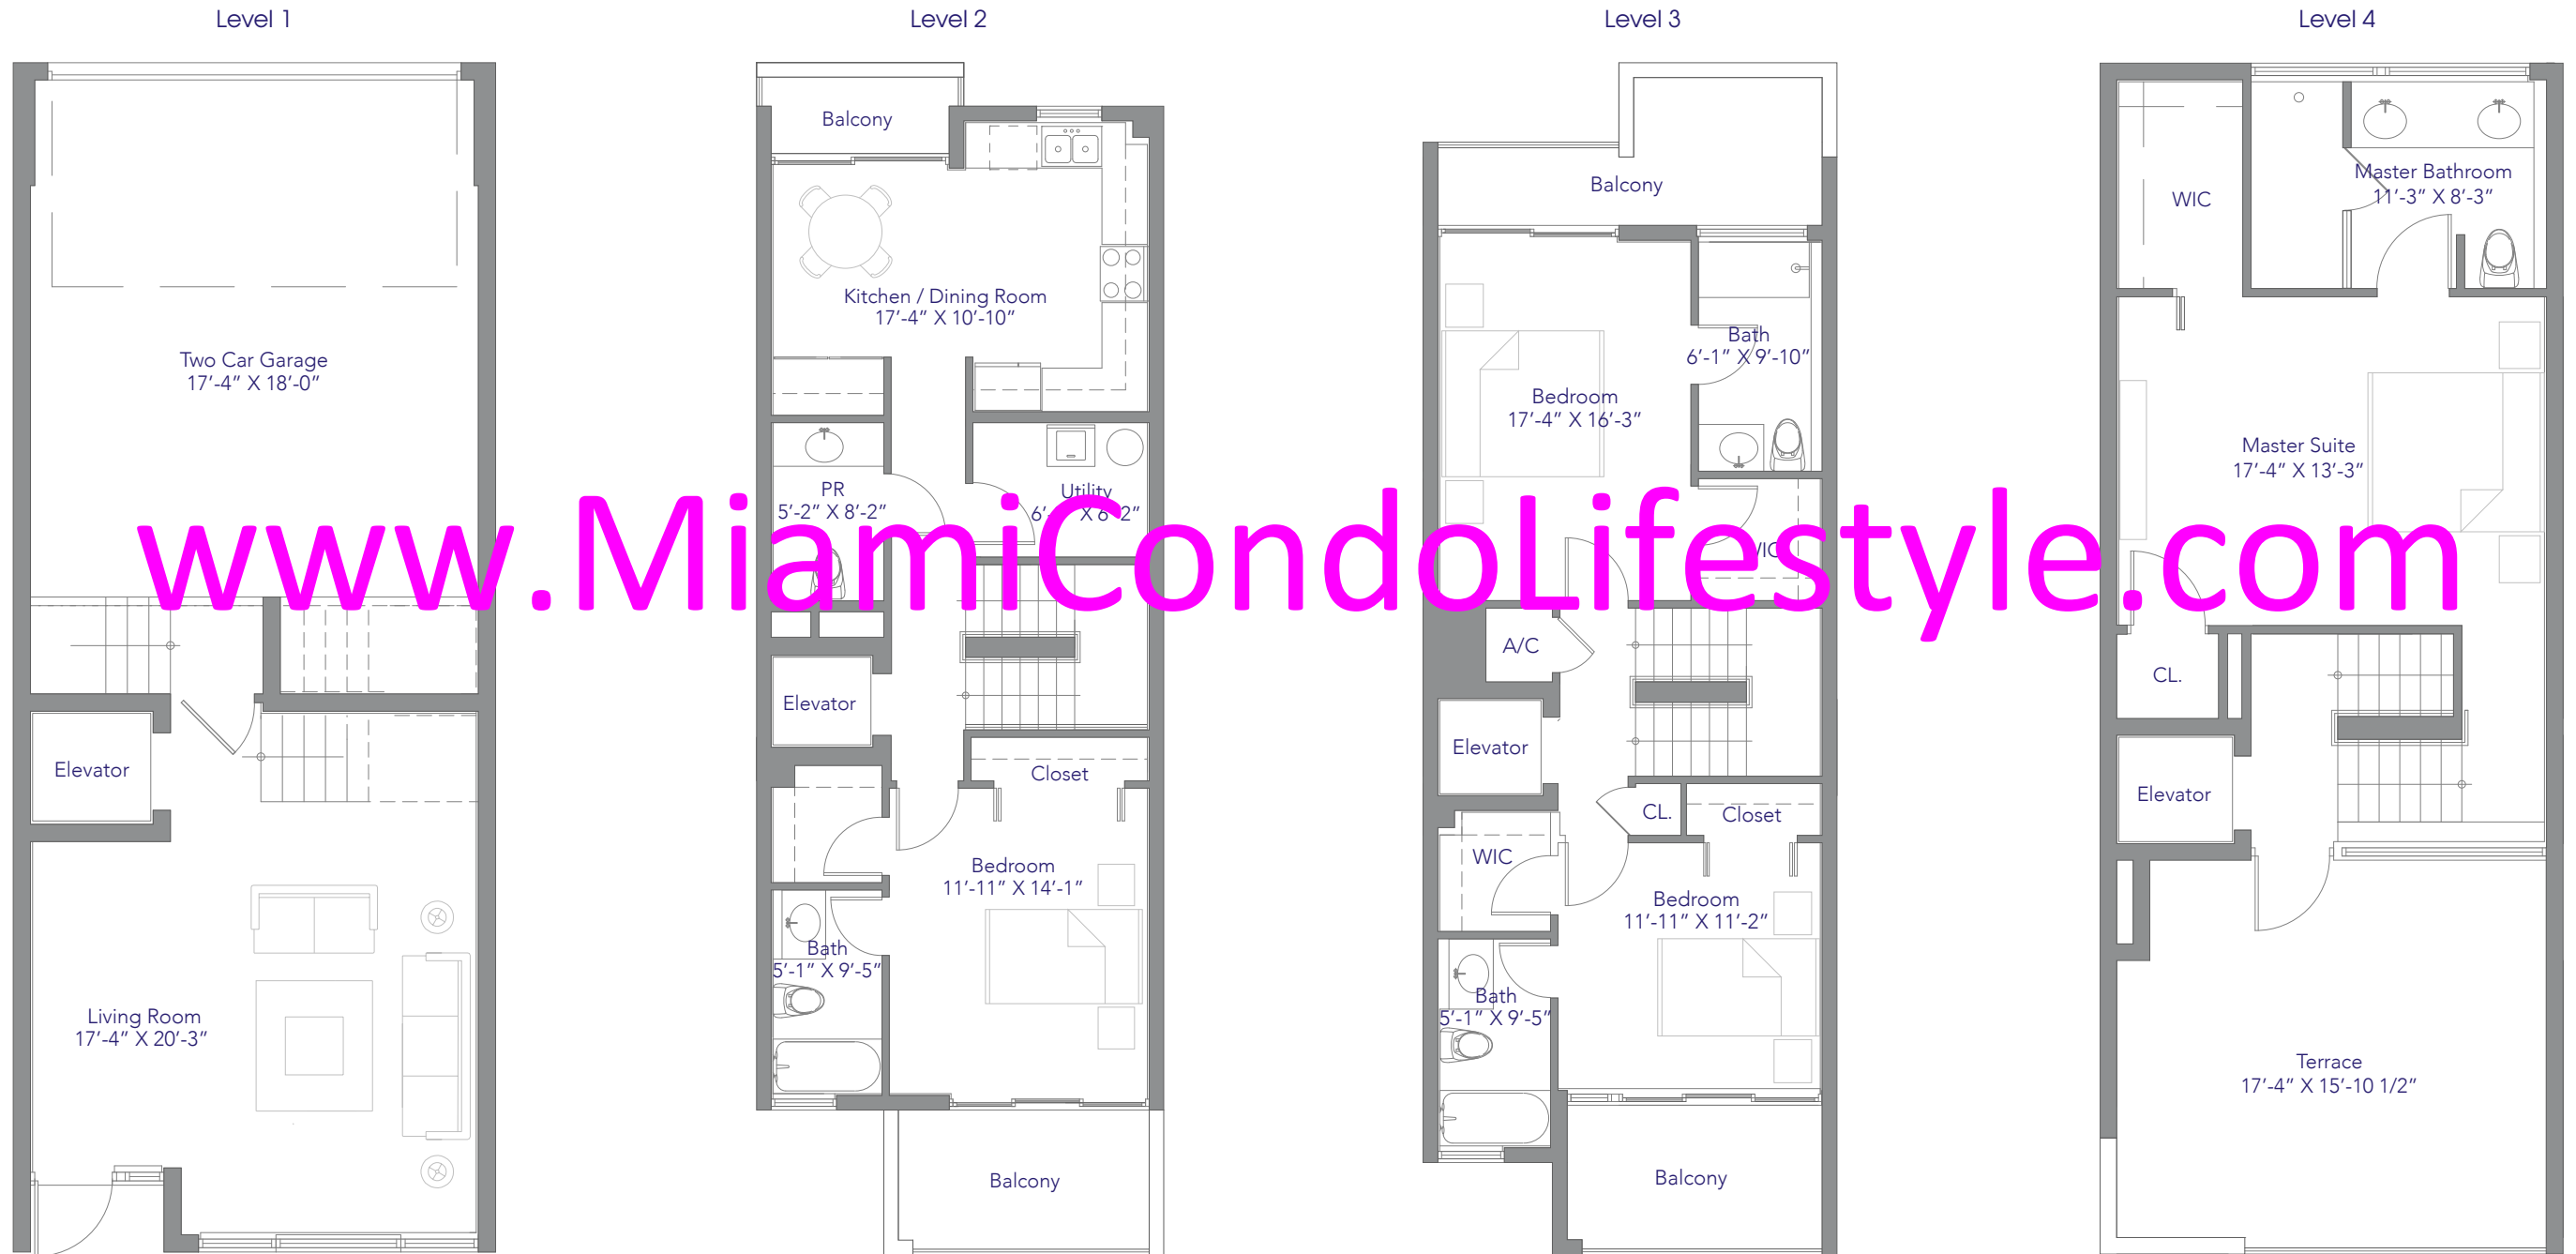 Level 1
Two Car Garage
17'-4" X 18'-0"
Elevator
Living Room
17'-4" X 20'-3"
Level 2
Balcony
Kitchen / Dining Room
17'-4" X 10'-10"
PR
5'-2" X 8'-2"
Utility
Elevator
Closet
Bedroom
11'-11" X 14'-1"
Bath
5'-1" X 9'-5"
Balcony
Level 3
Balcony
Bath
6'-1" X 9'-10"
Bedroom
17'-4" X 16'-3"
WIC
A/C
Elevator
CL.
Closet
WIC
Bedroom
11'-11" X 11'-2"
Bath
5'-1" X 9'-5"
Balcony
Level 4
WIC
Master Bathroom
11'-3" X 8'-3"
Master Suite
17'-4" X 13'-3"
CL.
Elevator
Terrace
17'-4" X 15'-10 1/2"
www.MiamiCondoLifestyle.com